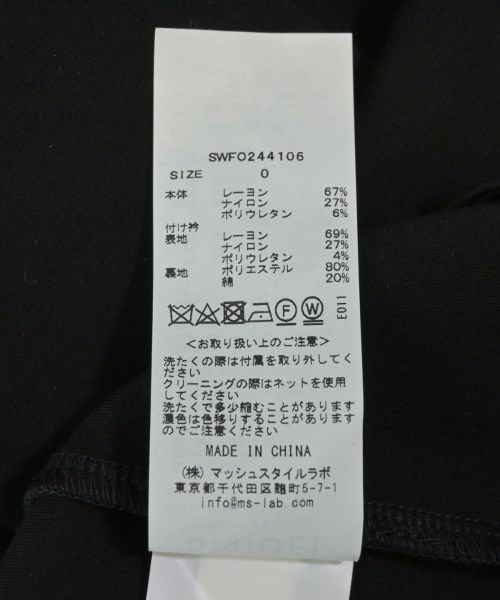 SWFO244106
SIZE 0
本体 レーヨン 67%
ナイロン 27%
ポリウレタン 6%
付け衿
表地 レーヨン 69%
ナイロン 27%
ポリウレタン 4%
裏地 ポリエステル 80%
綿 20%
F W E011
<お取り扱い上のご注意>
洗たくの際は付属を取り外してく
ださい
クリーニングの際はネットを使用
してください
洗たくで多少縮むことがあります
濃色は色移りすることがあります
のでご注意ください
MADE IN CHINA
(株) マッシュスタイルラボ
東京都千代田区麹町5-7-1
info@ms-lab.com